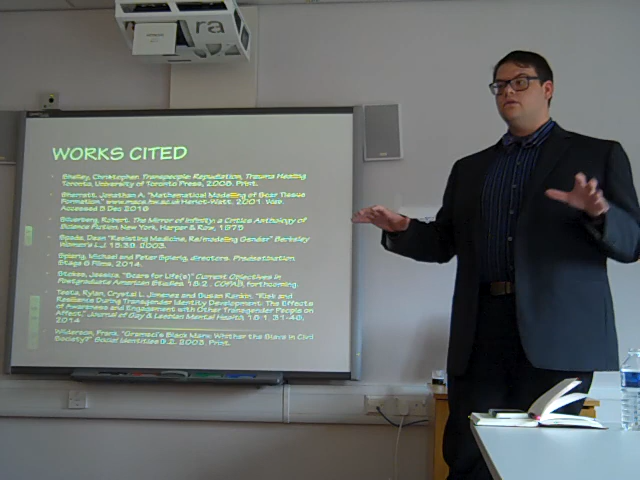 ra
WORKS CITED
Shelley, Christopher. Transpeople: Repudiation, Trauma, Healing.
Toronto, University of Toronto Press, 2008. Print.
Sherratt, Jonathan A. "Mathematical Modelling of Scar Tissue
Formation." www.macs.hw.ac.uk Heriot-Watt, 2001. Web.
Accessed 5 Dec 2016
Silverberg, Robert. The Mirror of Infinity: a Critics Anthology of
Science Fiction. New York, Harper & Row, 1975
Spade, Dean "Resisting Medicine, Re/modeling Gender" Berkeley
Women's L.J. 15:38. 2003.
Spierig, Michael and Peter Spierig, directors. Predestination.
Stage 6 Films, 2014.
Stokes, Jessica. "Scars for Life(s)" Current Objectives in
Postgraduate American Studies. 18.2. COPAS, forthcoming.
Testa, Rylan, Crystal L. Jimenez and Susan Rankin. "Risk and
Resilience During Transgender Identity Development: The Effects
of Awareness and Engagement with Other Transgender People on
Affect." Journal of Gay & Lesbian Mental Health, 18:1, 31-46,
2014
Wilderson, Frank. "Gramsci's Black Marx: Whither the Slave in Civil
Society?" Social Identities 9.2. 2003. Print.